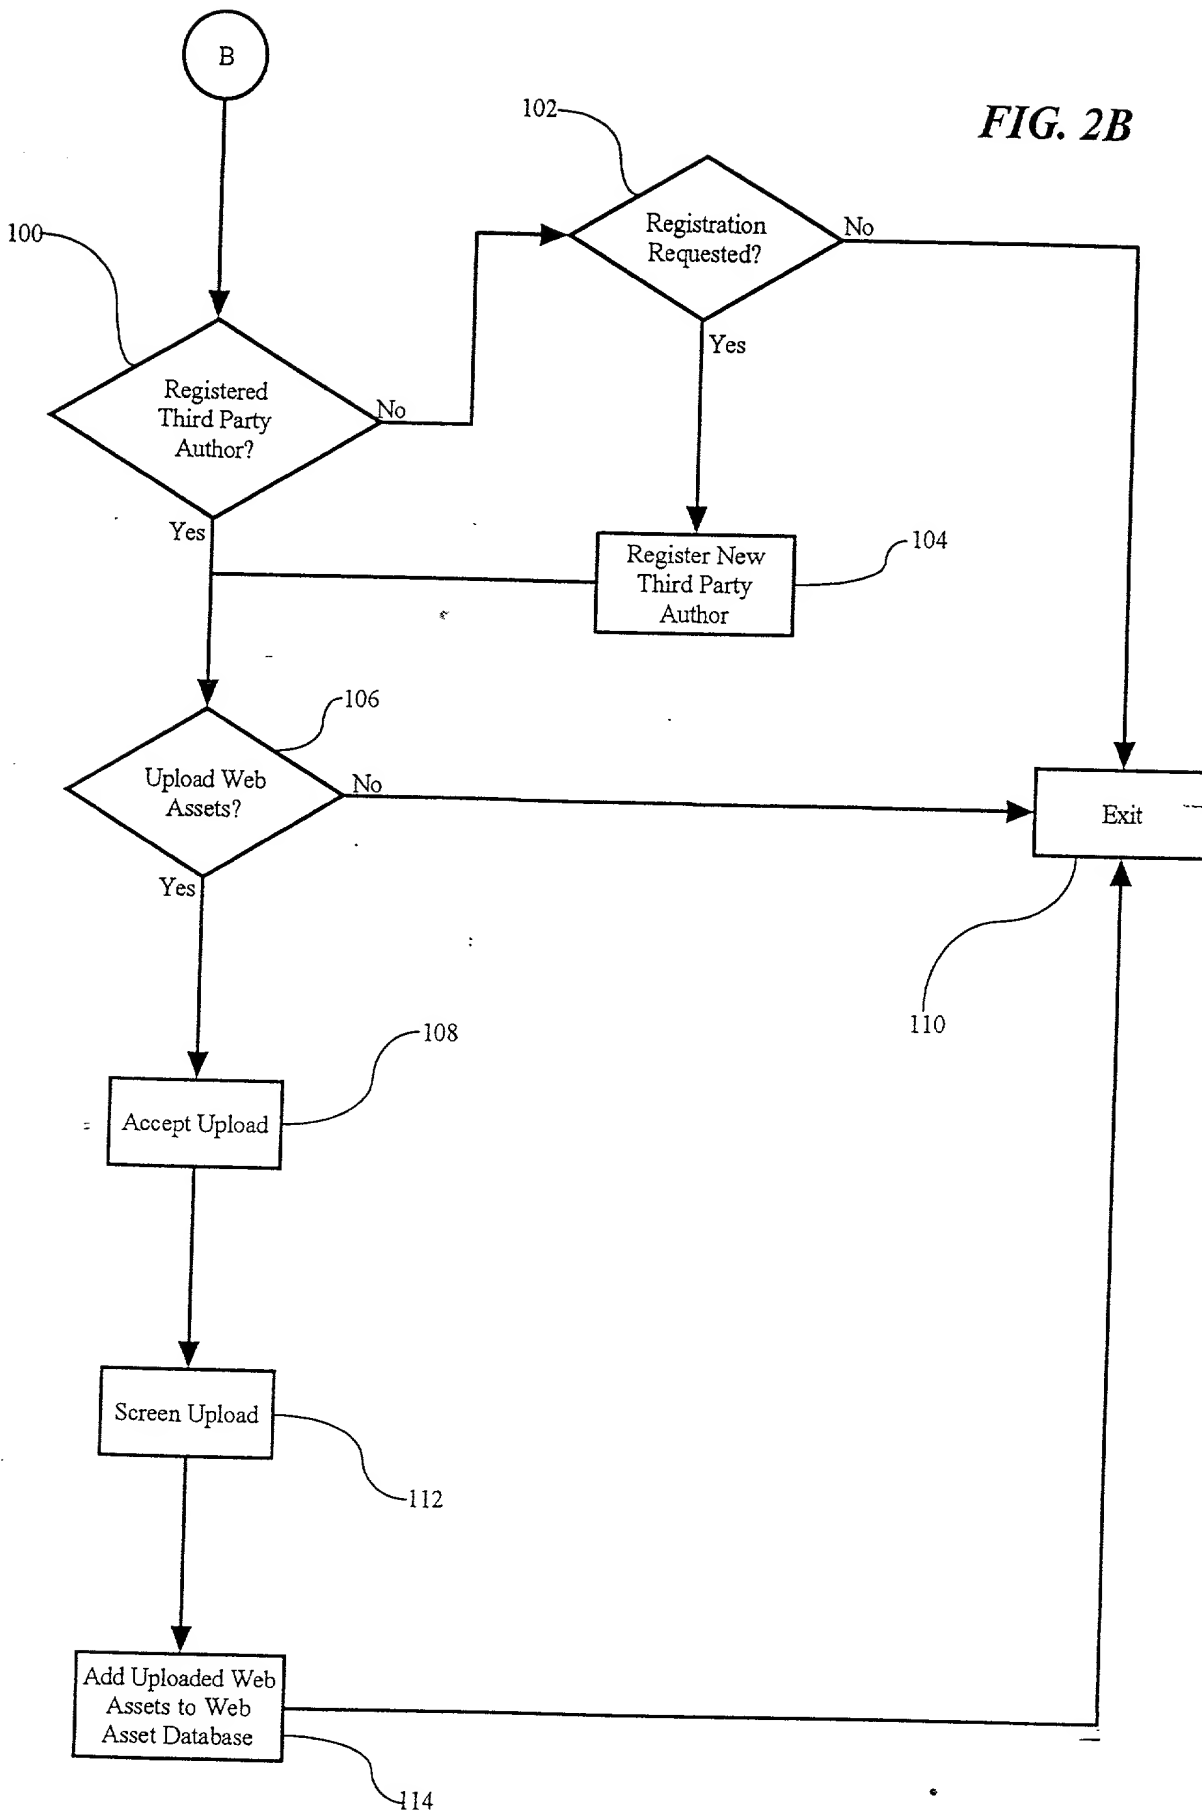 B
FIG. 2B
102
Registration
Requested?
No
100
Registered
Third Party
Author?
No
Yes
Yes
Register New
Third Party
Author
104
106
Upload Web
Assets?
No
Exit
Yes
110
108
Accept Upload
Screen Upload
112
Add Uploaded Web
Assets to Web
Asset Database
114